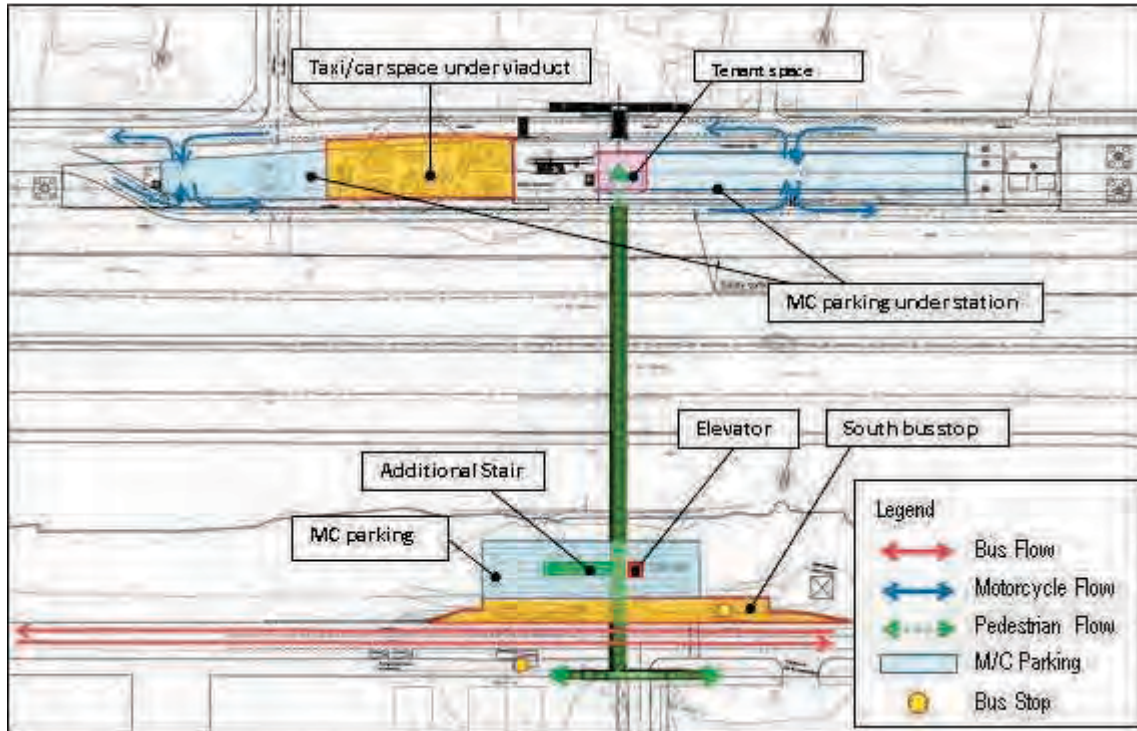 Taxi/car space under viaduct
Tenant space
MC parking under station
Elevator
South bus stop
Additional Stair
MC parking
Legend
Bus Flow
Motorcycle Flow
Pedestrian Flow
M/C Parking
Bus Stop